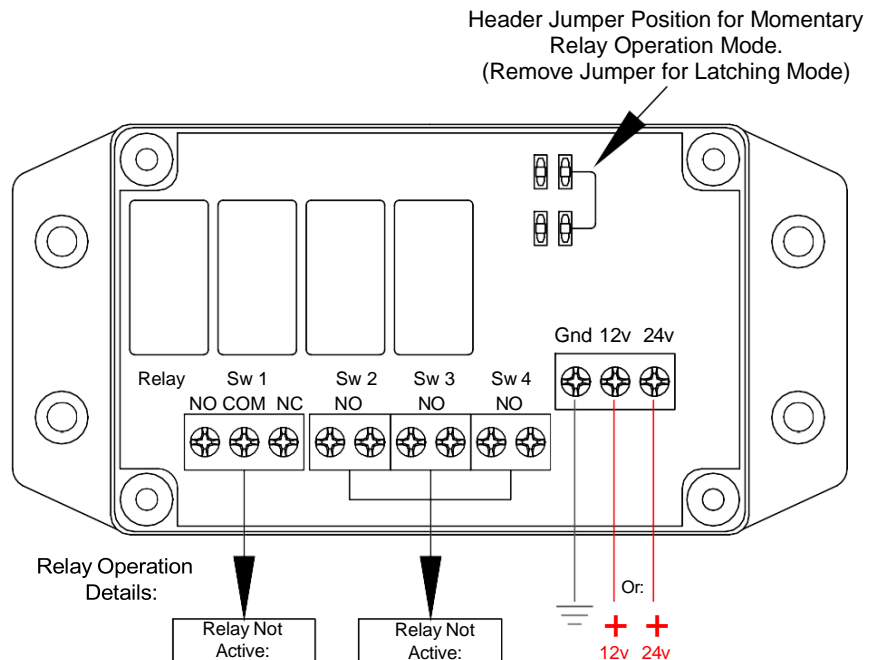 Header Jumper Position for Momentary
Relay Operation Mode.
(Remove Jumper for Latching Mode)
Gnd 12v 24v
Relay Sw 1 Sw 2 Sw 3 Sw 4
NO COM NC NO NO NO
Relay Operation
Details:
Or:
Relay Not
Active:
Relay Not
Active:
+ +
12v 24v